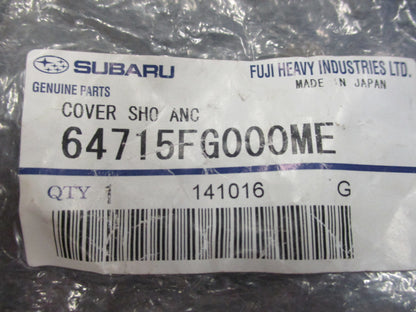 SUBARU
FUJI HEAVY INDUSTRIES LTD.
GENUINE PARTS
MADE IN JAPAN
COVER SHO ANC
64715FG000ME
QTY 1 141016 G